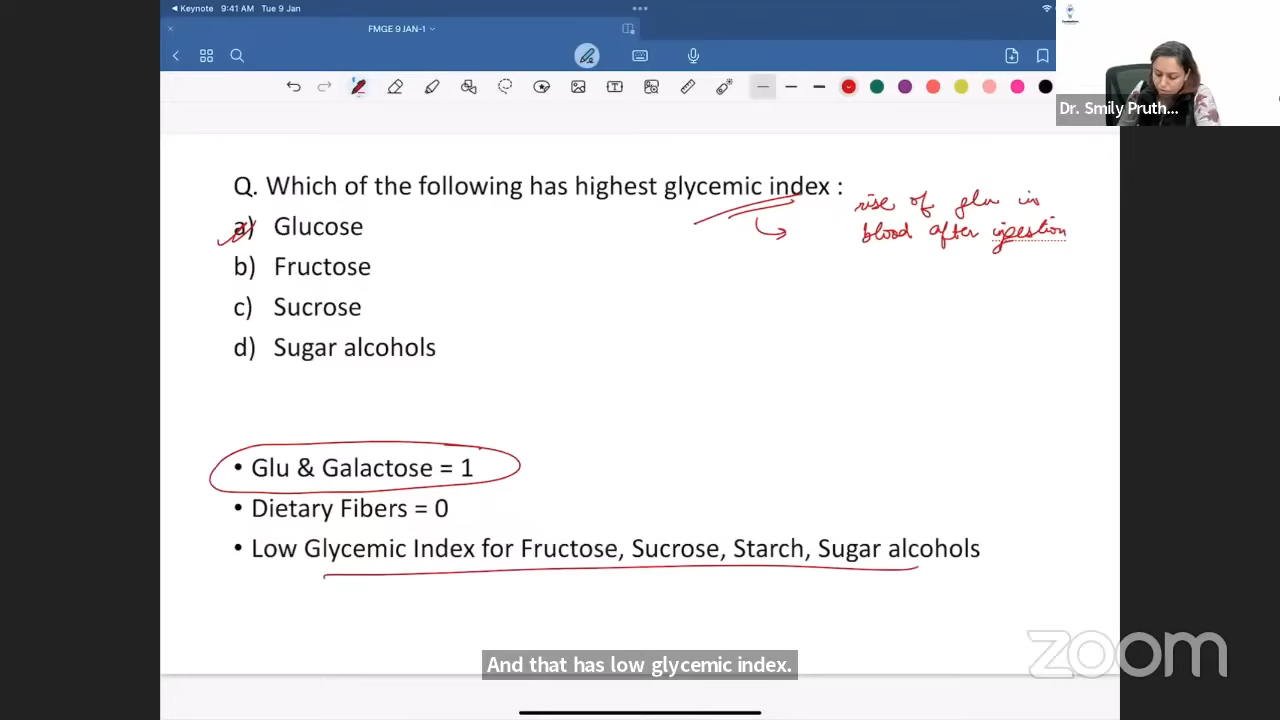 Keynote 9:41 AM Tue 9 Jan
FMGE 9 JAN-1
Dr. Smily Pruth...
Q. Which of the following has highest glycemic index :
a) Glucose
b) Fructose
c) Sucrose
d) Sugar alcohols
rise of glu in
blood after ingestion
• Glu & Galactose = 1
• Dietary Fibers = 0
• Low Glycemic Index for Fructose, Sucrose, Starch, Sugar alcohols
zoom
And that has low glycemic index.